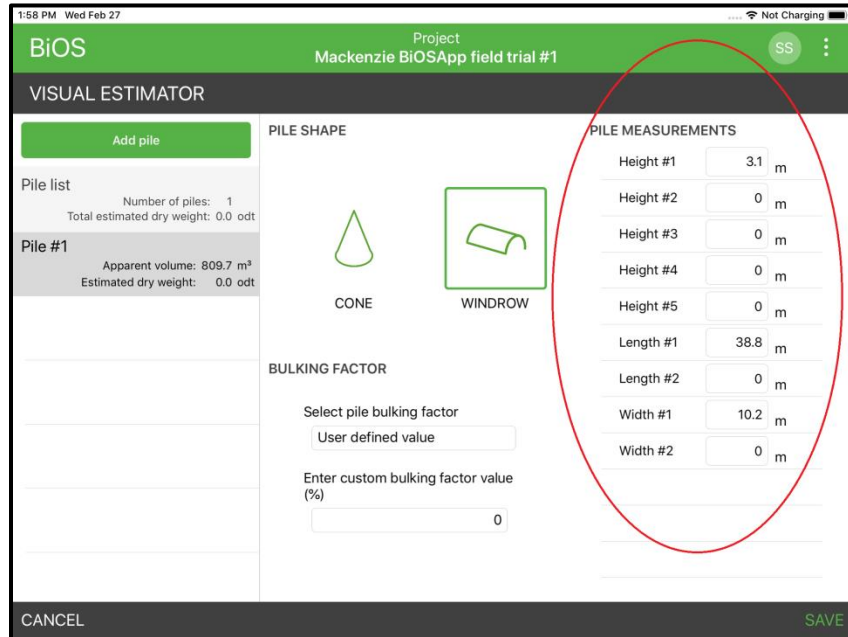 1:58 PM Wed Feb 27
.... Not Charging
BiOS
Project
Mackenzie BiOSApp field trial #1
SS
VISUAL ESTIMATOR
Add pile
Pile list
Number of piles: 1
Total estimated dry weight: 0.0 odt
Pile #1
Apparent volume: 809.7 m³
Estimated dry weight: 0.0 odt
PILE SHAPE
CONE
WINDROW
BULKING FACTOR
Select pile bulking factor
User defined value
Enter custom bulking factor value
(%)
0
PILE MEASUREMENTS
Height #1 3.1 m
Height #2 0 m
Height #3 0 m
Height #4 0 m
Height #5 0 m
Length #1 38.8 m
Length #2 0 m
Width #1 10.2 m
Width #2 0 m
CANCEL
SAVE